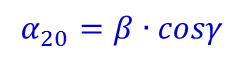 α₂₀ = β · cosγ